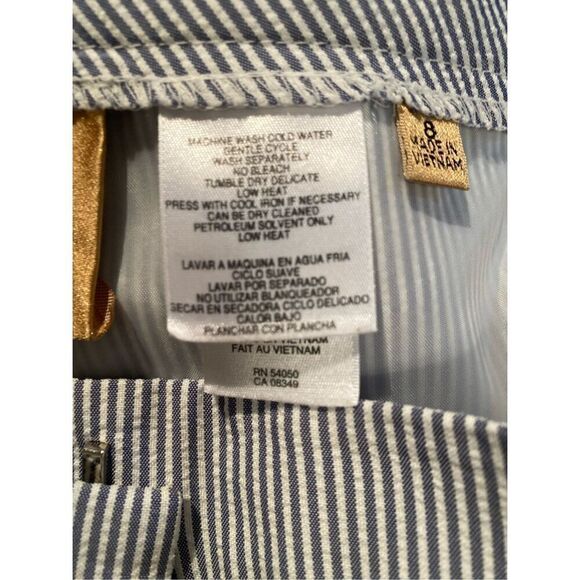 MACHINE WASH COLD WATER
GENTLE CYCLE
WASH SEPARATELY
NO BLEACH
TUMBLE DRY DELICATE
LOW HEAT
PRESS WITH COOL IRON IF NECESSARY
CAN BE DRY CLEANED
PETROLEUM SOLVENT ONLY
LOW HEAT
LAVAR A MAQUINA EN AGUA FRIA
CICLO SUAVE
LAVAR POR SEPARADO
NO UTILIZAR BLANQUEADOR
SECAR EN SECADORA CICLO DELICADO
CALOR BAJO
PLANCHAR CON PLANCHA
VIETNAM
FAIT AU VIETNAM
RN 54050
CA 08349
8
MADE IN
VIETNAM